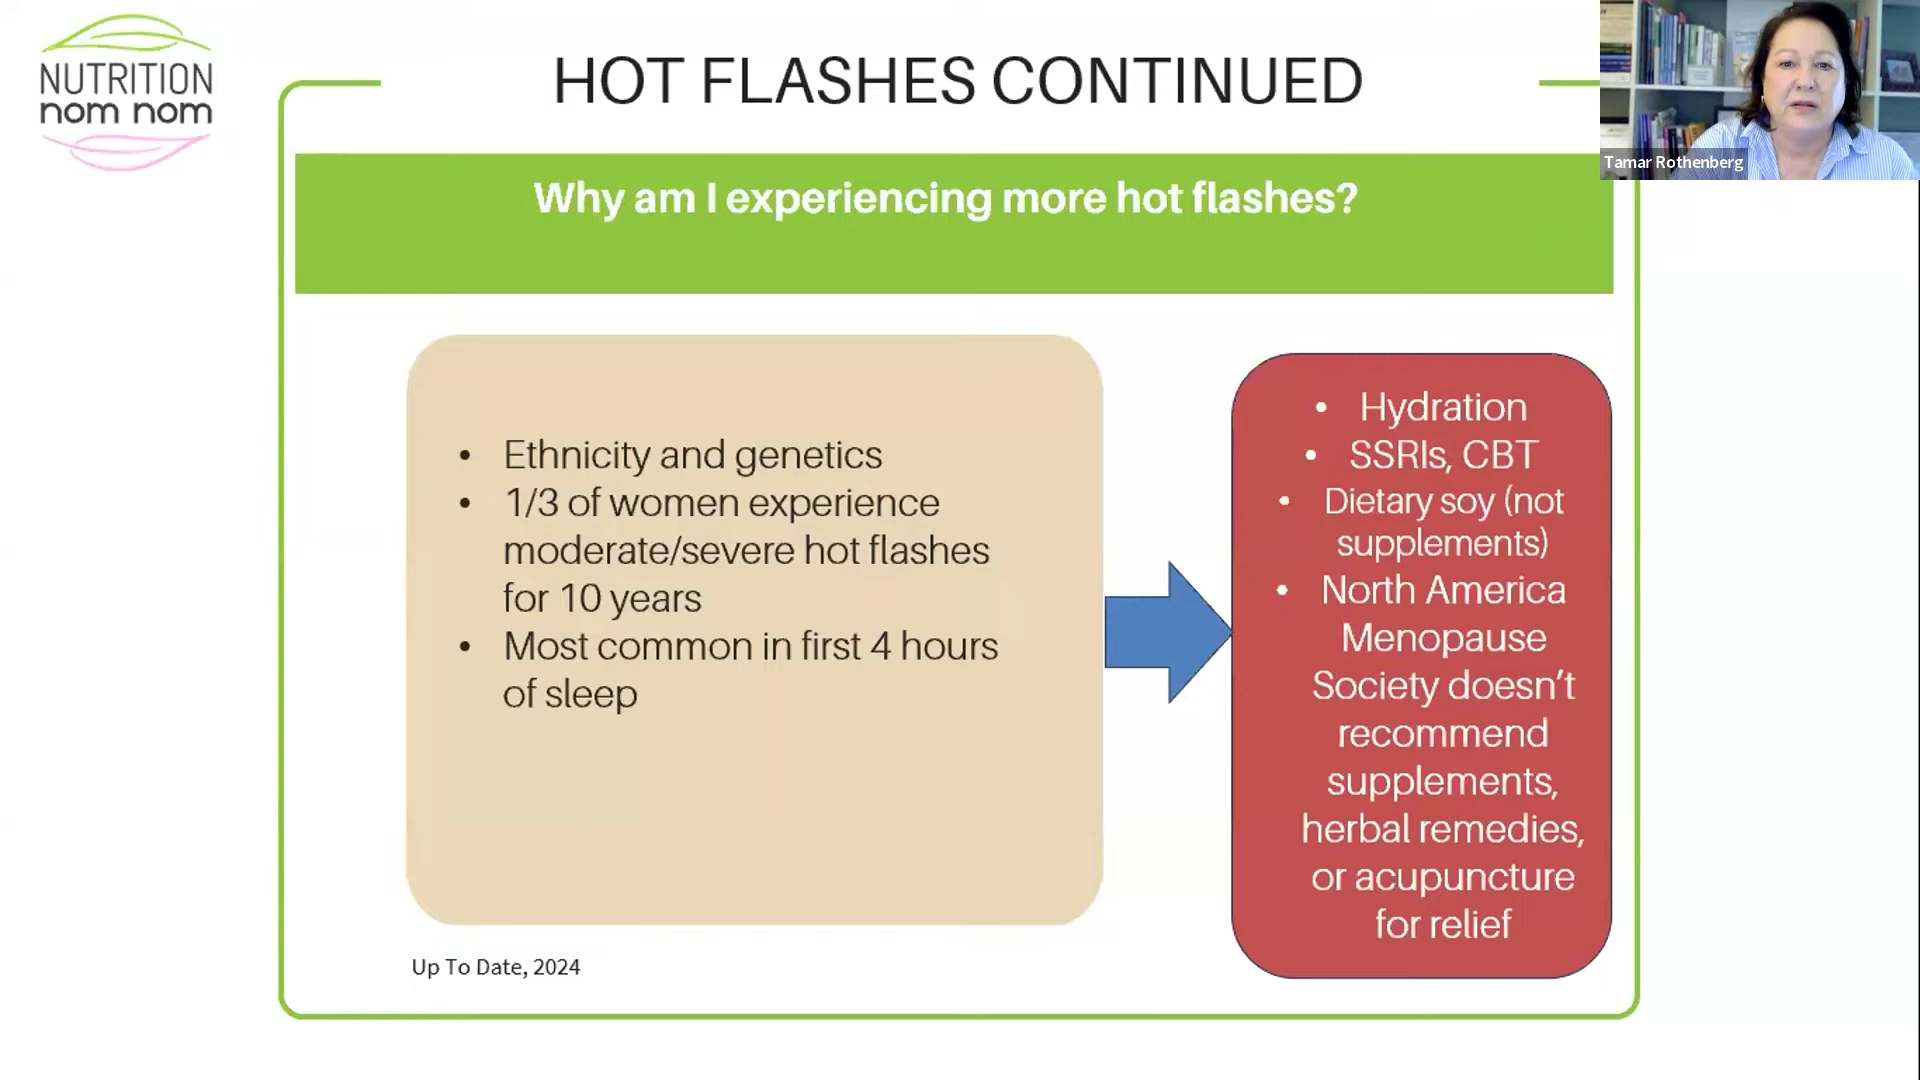 NUTRITION
nom nom
HOT FLASHES CONTINUED
Tamar Rothenberg
Why am I experiencing more hot flashes?
• Ethnicity and genetics
• 1/3 of women experience
moderate/severe hot flashes
for 10 years
• Most common in first 4 hours
of sleep
• Hydration
• SSRIs, CBT
• Dietary soy (not
supplements)
• North America
Menopause
Society doesn’t
recommend
supplements,
herbal remedies,
or acupuncture
for relief
Up To Date, 2024